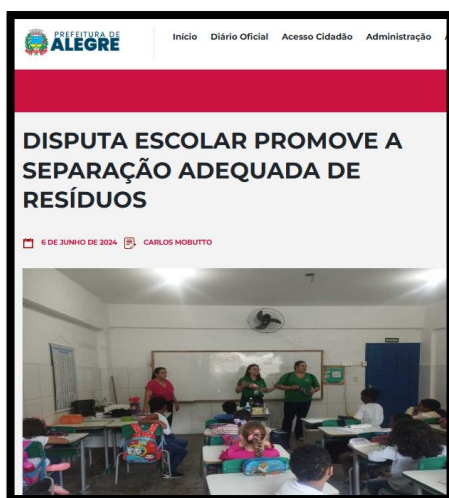 PREFEITURA DE
ALEGRE
Início Diário Oficial Acesso Cidadão Administração
DISPUTA ESCOLAR PROMOVE A
SEPARAÇÃO ADEQUADA DE
RESÍDUOS
6 DE JUNHO DE 2024 CARLOS MOBUTTO